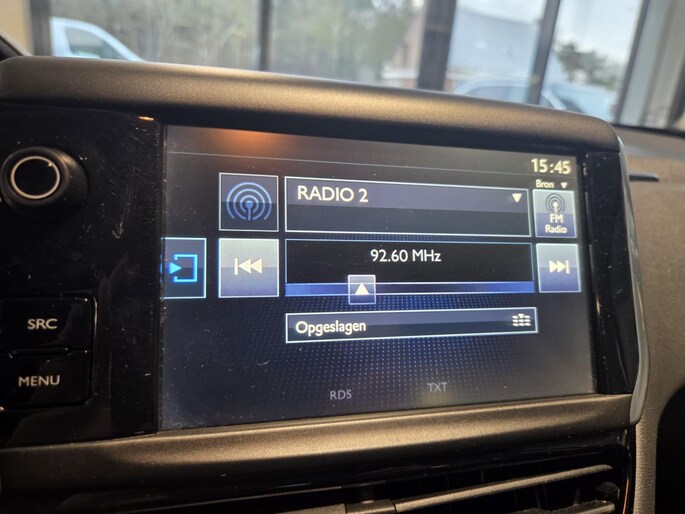 15:45
Bron
RADIO 2
FM
Radio
92.60 MHz
SRC
Opgeslagen
MENU
RDS
TXT